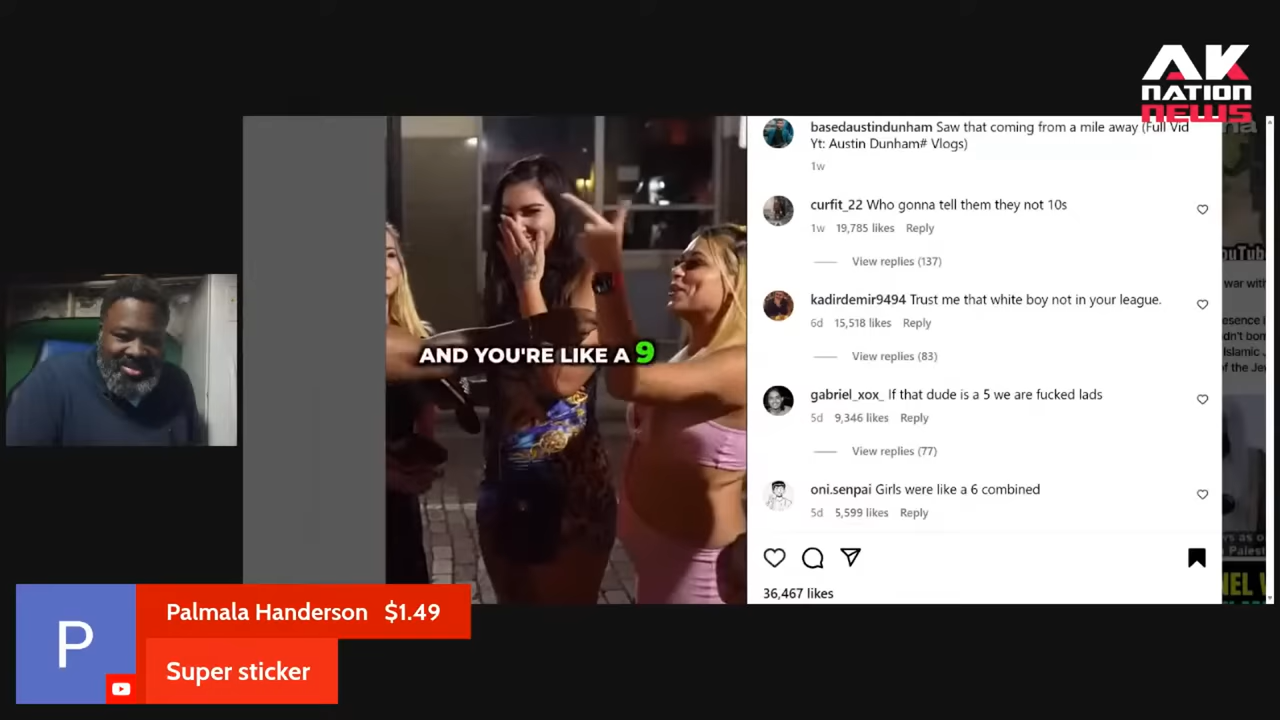 AK
NATION
NEWS
basedaustindunham Saw that coming from a mile away (Full Vid
Yt: Austin Dunham# Vlogs)
1w
curfit_22 Who gonna tell them they not 10s
1w 19,785 likes Reply
View replies (137)
kadirdemir9494 Trust me that white boy not in your league.
6d 15,518 likes Reply
View replies (83)
AND YOU'RE LIKE A 9
gabriel_xox_ If that dude is a 5 we are fucked lads
5d 9,346 likes Reply
View replies (77)
oni.senpai Girls were like a 6 combined
5d 5,599 likes Reply
36,467 likes
P
Palmala Handerson $1.49
Super sticker